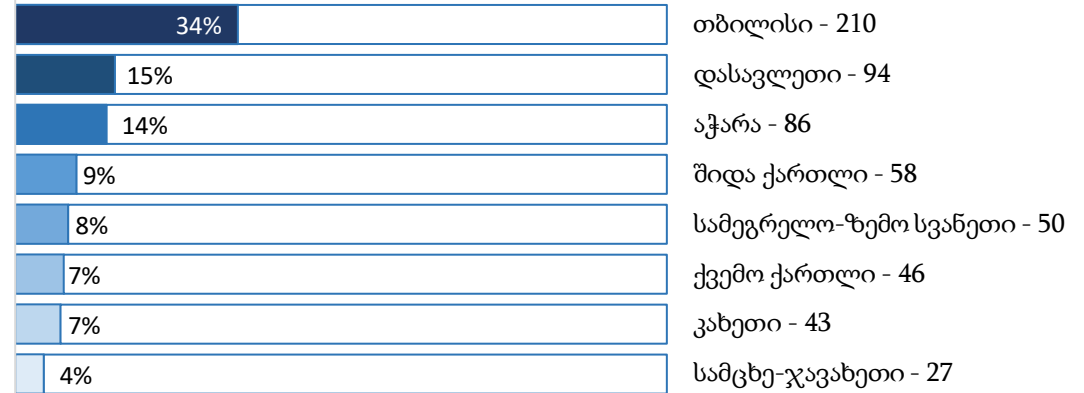 34% თბილისი - 210
15% დასავლეთი - 94
14% აჭარა - 86
9% შიდა ქართლი - 58
8% სამეგრელო-ზემო სვანეთი - 50
7% ქვემო ქართლი - 46
7% კახეთი - 43
4% სამცხე-ჯავახეთი - 27